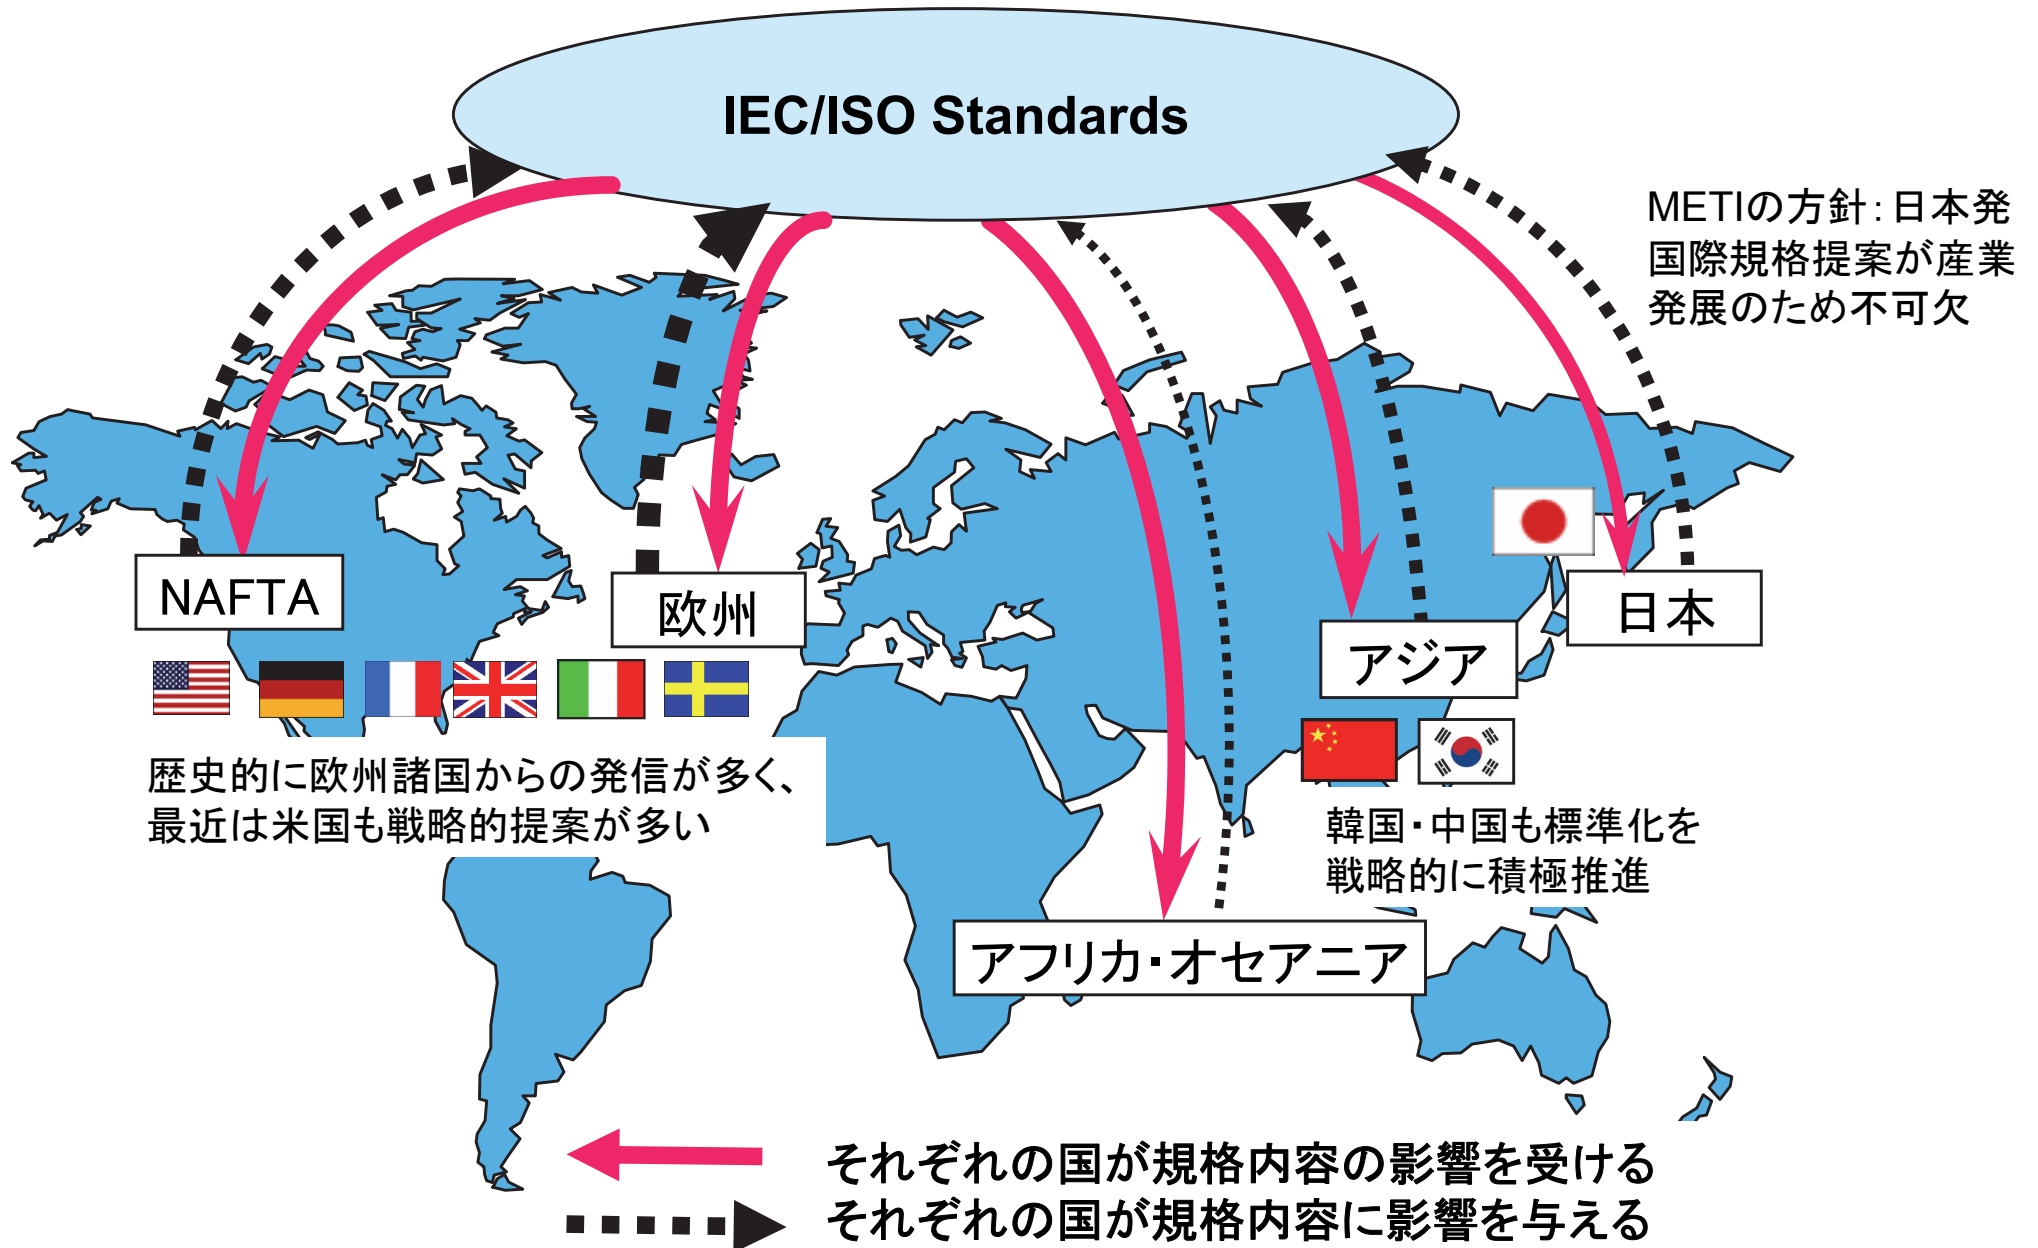 IEC/ISO Standards
METIの方針：日本発
国際規格提案が産業
発展のため不可欠
NAFTA
欧州
日本
アジア
歴史的に欧州諸国からの発信が多く、
最近は米国も戦略的提案が多い
韓国・中国も標準化を
戦略的に積極推進
アフリカ・オセアニア
それぞれの国が規格内容の影響を受ける
それぞれの国が規格内容に影響を与える